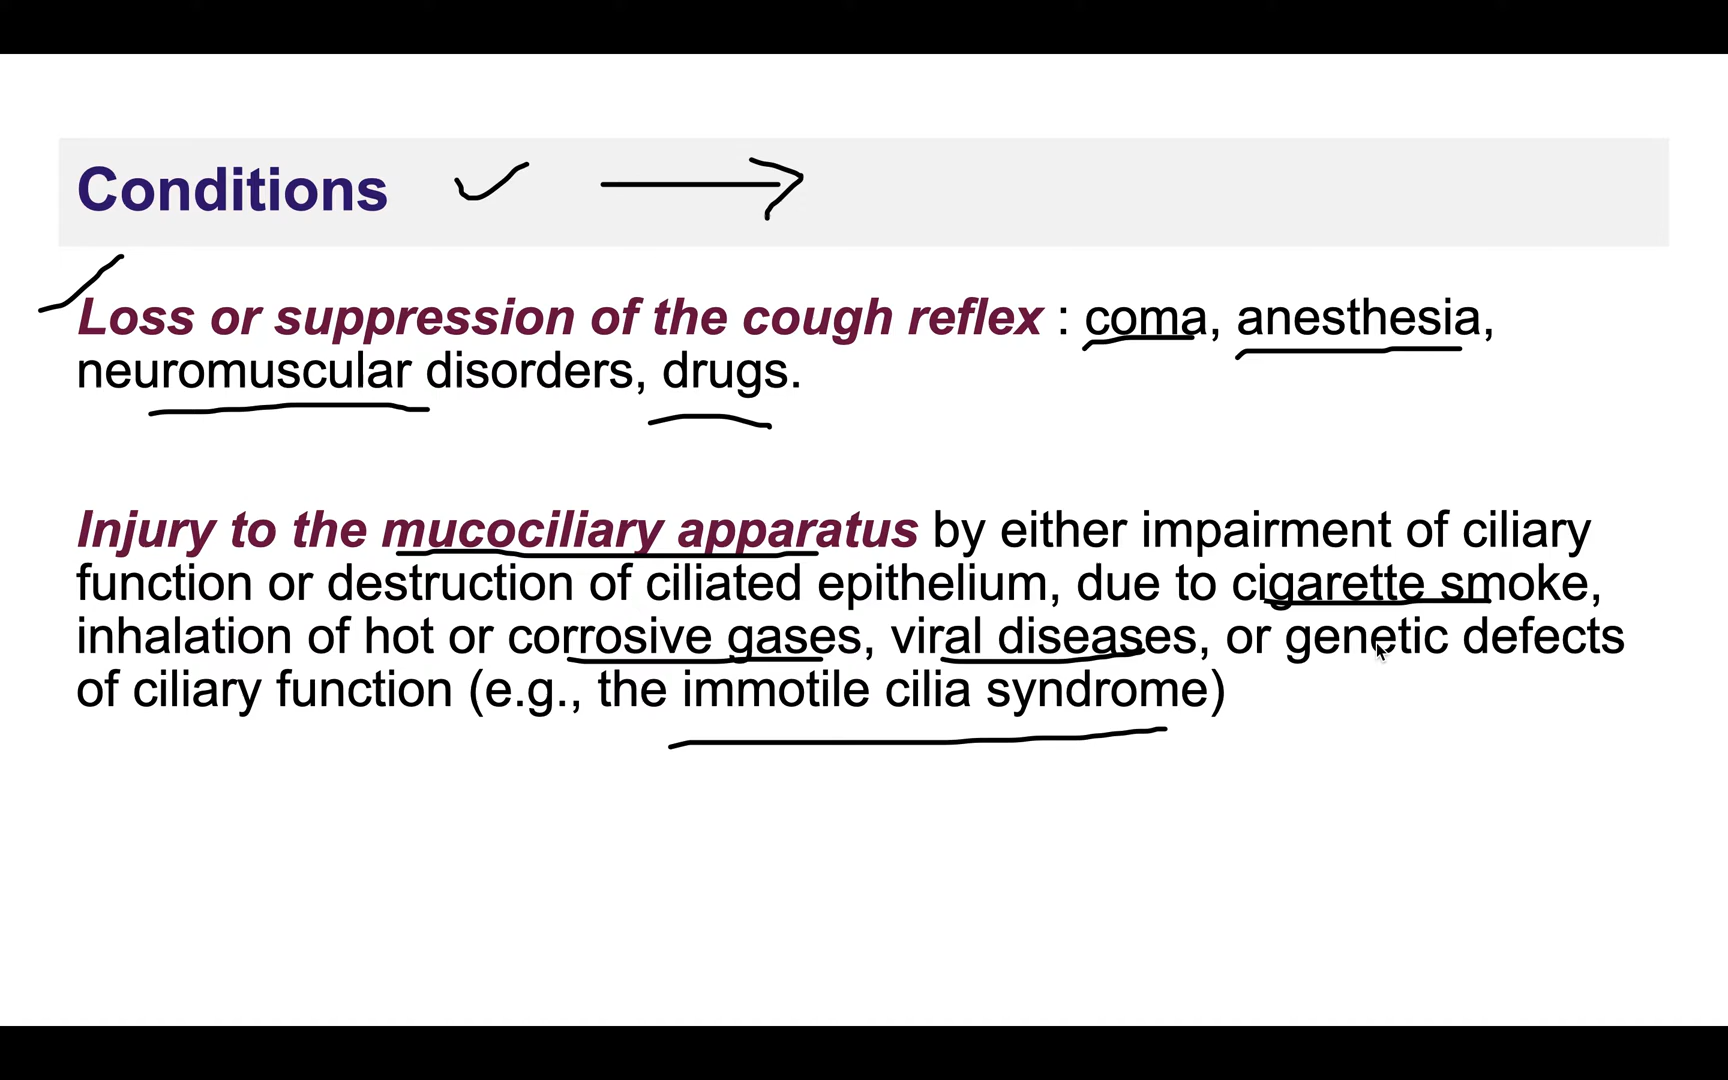 Conditions
Loss or suppression of the cough reflex : coma, anesthesia,
neuromuscular disorders, drugs.
Injury to the mucociliary apparatus by either impairment of ciliary
function or destruction of ciliated epithelium, due to cigarette smoke,
inhalation of hot or corrosive gases, viral diseases, or genetic defects
of ciliary function (e.g., the immotile cilia syndrome)